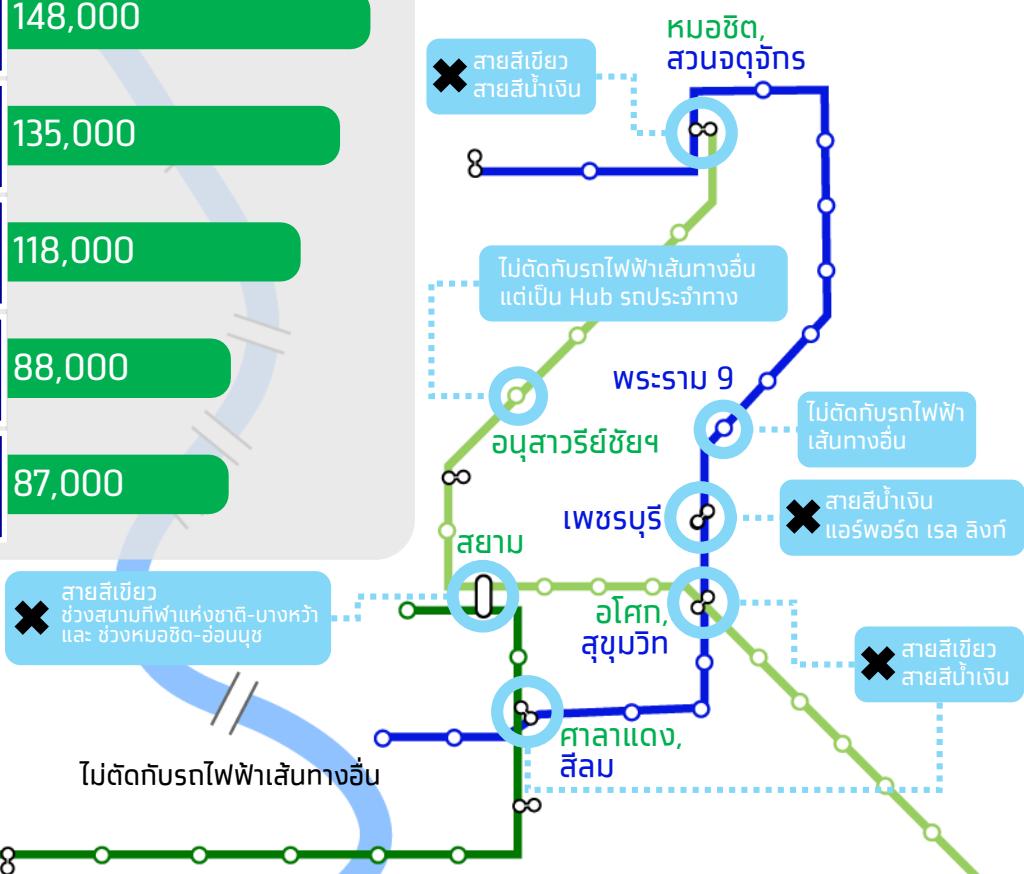 148,000
135,000
118,000
88,000
87,000
หมอชิต,
สวนจตุจักร
สายสีเขียว
สายสีน้ำเงิน
ไม่ตัดกับรถไฟฟ้าเส้นทางอื่น
แต่เป็น Hub รถประจำทาง
พระราม 9
ไม่ตัดกับรถไฟฟ้า
เส้นทางอื่น
อนุสาวรีย์ชัยฯ
เพชรบุรี
สายสีน้ำเงิน
แอร์พอร์ต เรล ลิงก์
สยาม
สายสีเขียว
ช่วงสนามกีฬาแห่งชาติ-บางหว้า
และ ช่วงหมอชิต-อ่อนนุช
อโศก,
สุขุมวิท
สายสีเขียว
สายสีน้ำเงิน
ศาลาแดง,
สีลม
ไม่ตัดกับรถไฟฟ้าเส้นทางอื่น